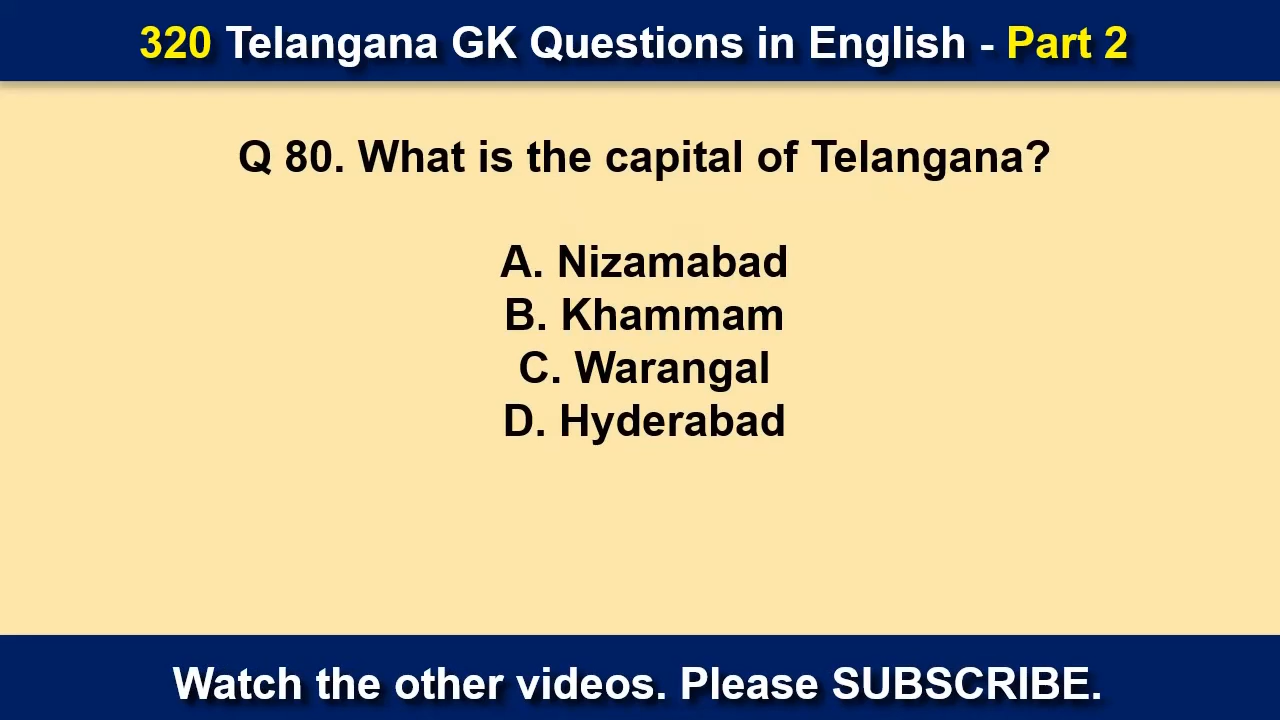 320 Telangana GK Questions in English - Part 2
Q 80. What is the capital of Telangana?
A. Nizamabad
B. Khammam
C. Warangal
D. Hyderabad
Watch the other videos. Please SUBSCRIBE.